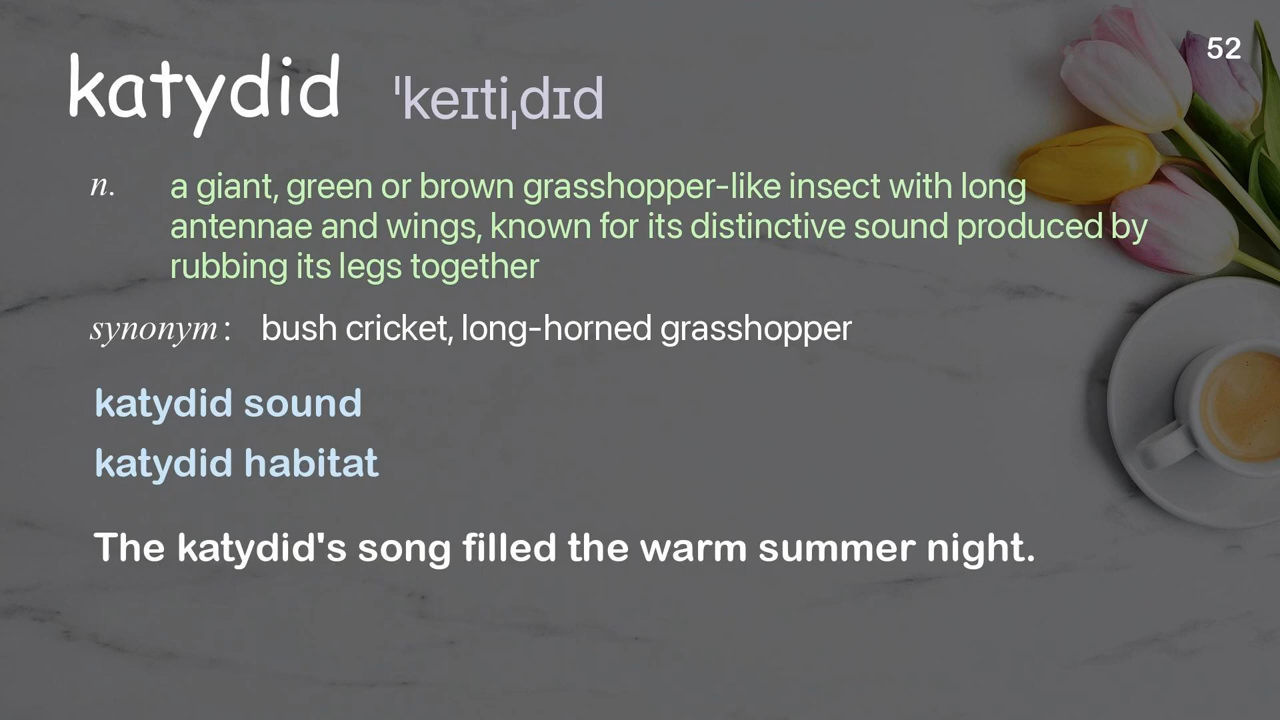 52
katydid ˈkeɪtiˌdɪd
n. a giant, green or brown grasshopper-like insect with long
antennae and wings, known for its distinctive sound produced by
rubbing its legs together
synonym: bush cricket, long-horned grasshopper
katydid sound
katydid habitat
The katydid's song filled the warm summer night.